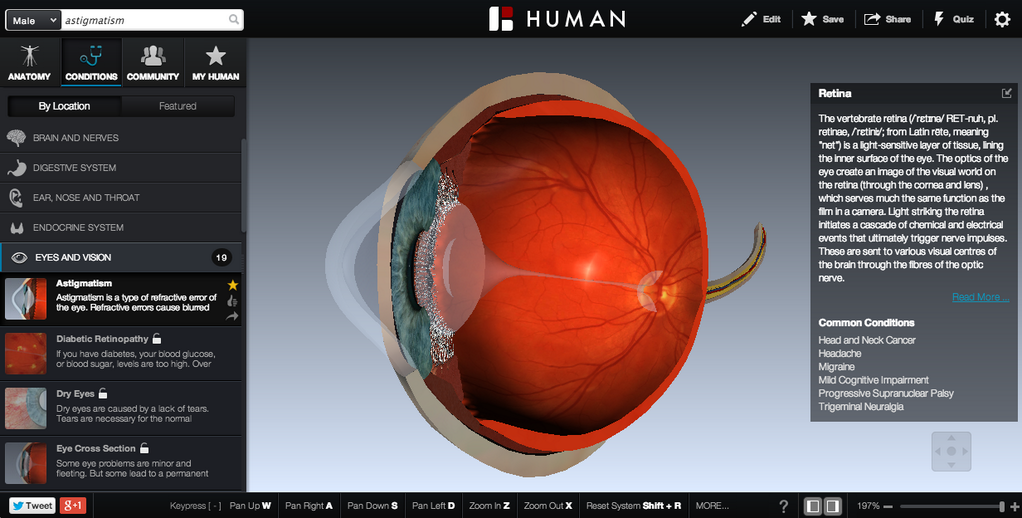 Male
astigmatism
HUMAN
Edit
Save
Share
Quiz
ANATOMY
CONDITIONS
COMMUNITY
MY HUMAN
By Location
Featured
BRAIN AND NERVES
DIGESTIVE SYSTEM
EAR, NOSE AND THROAT
ENDOCRINE SYSTEM
EYES AND VISION 19
Astigmatism
Astigmatism is a type of refractive error of
the eye. Refractive errors cause blurred
Diabetic Retinopathy
If you have diabetes, your blood glucose,
or blood sugar, levels are too high. Over
Dry Eyes
Dry eyes are caused by a lack of tears.
Tears are necessary for the normal
Eye Cross Section
Some eye problems are minor and
fleeting. But some lead to a permanent
Retina
The vertebrate retina (/ˈrɛtɪnə/ RET-nuh, pl.
retinae, /ˈrɛtiniː/; from Latin rēte, meaning
"net") is a light-sensitive layer of tissue, lining
the inner surface of the eye. The optics of the
eye create an image of the visual world on
the retina (through the cornea and lens) ,
which serves much the same function as the
film in a camera. Light striking the retina
initiates a cascade of chemical and electrical
events that ultimately trigger nerve impulses.
These are sent to various visual centres of
the brain through the fibres of the optic
nerve.
Read More ...
Common Conditions
Head and Neck Cancer
Headache
Migraine
Mild Cognitive Impairment
Progressive Supranuclear Palsy
Trigeminal Neuralgia
Tweet
g+1
Keypress [ - ] Pan Up W Pan Right A Pan Down S Pan Left D Zoom In Z Zoom Out X Reset System Shift + R MORE...
?
197%